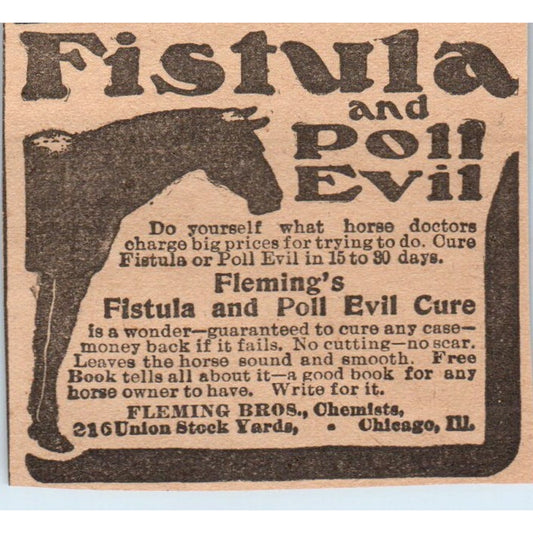 Fistula
and
Poll
Evil
Do yourself what horse doctors
charge big prices for trying to do. Cure
Fistula or Poll Evil in 15 to 30 days.
Fleming's
Fistula and Poll Evil Cure
is a wonder—guaranteed to cure any case—
money back if it fails. No cutting—no scar.
Leaves the horse sound and smooth. Free
Book tells all about it—a good book for any
horse owner to have. Write for it.
FLEMING BROS., Chemists,
216 Union Stock Yards, - Chicago, Ill.